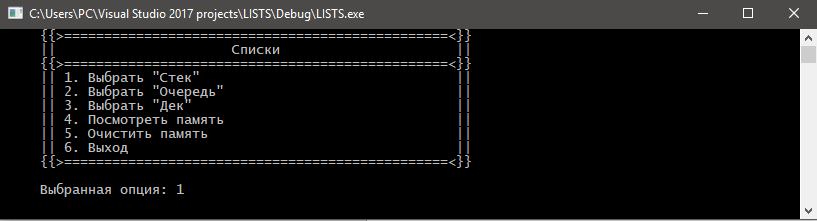 C:\Users\PC\Visual Studio 2017 projects\LISTS\Debug\LISTS.exe
{{>================================================<}}
||                      Списки                      ||
{{>================================================<}}
|| 1. Выбрать "Стек"                                ||
|| 2. Выбрать "Очередь"                             ||
|| 3. Выбрать "Дек"                                 ||
|| 4. Посмотреть память                             ||
|| 5. Очистить память                               ||
|| 6. Выход                                         ||
{{>================================================<}}
Выбранная опция: 1